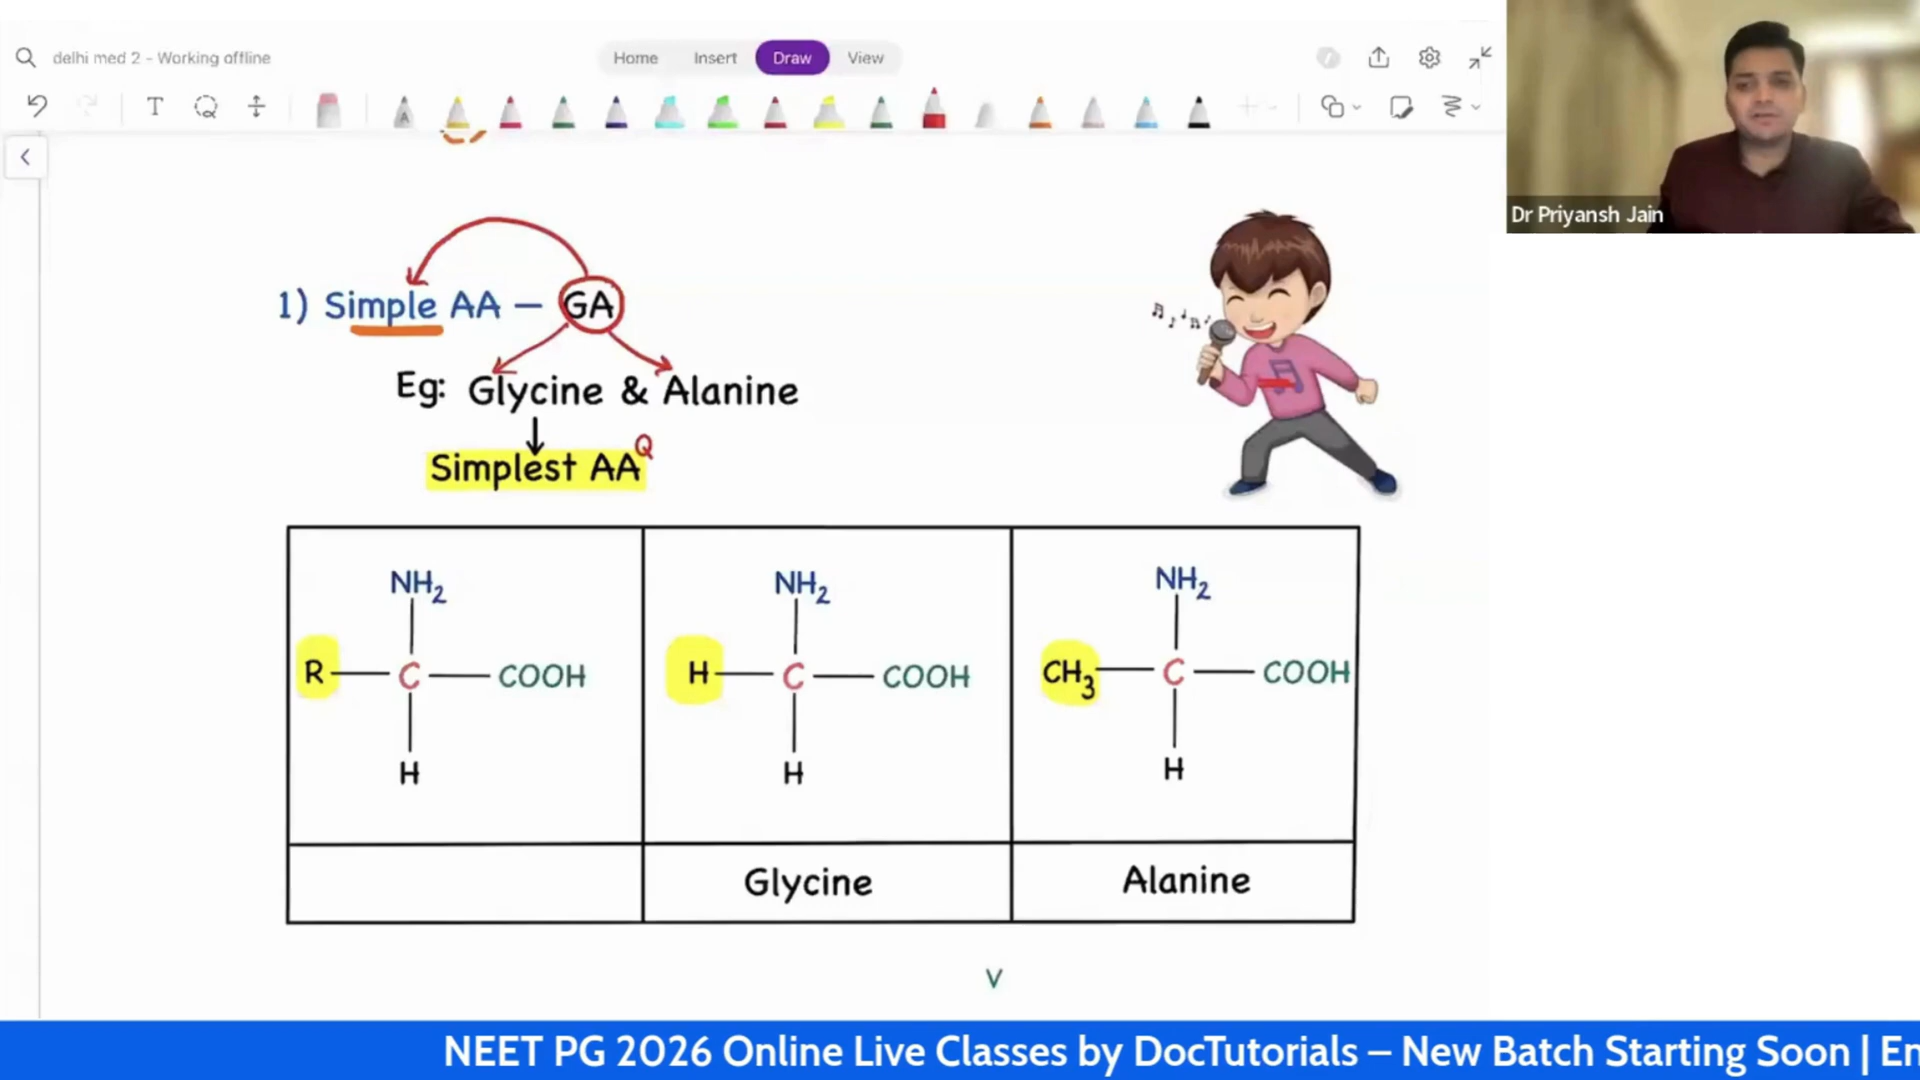 delhi med 2 - Working offline
Home Insert Draw View
T
A
Dr Priyansh Jain
1) Simple AA — GA
Eg: Glycine & Alanine
Simplest AA Q
NH2
R C COOH
H
NH2
H C COOH
H
NH2
CH3 C COOH
H
Glycine
Alanine
V
NEET PG 2026 Online Live Classes by DocTutorials – New Batch Starting Soon | En